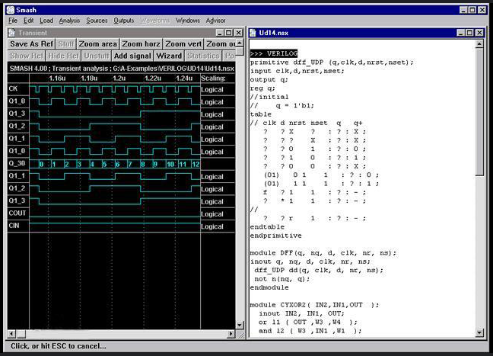 Smash
File Edit Load Analysis Sources Outputs Waveforms Windows Advisor
Transient
Save As Ref Zoom area Zoom horz Zoom vert Zoom
Show Ref Hide Ref Unstuff Add signal Wizard Statistics
SMASH 4.00 ; Transient analysis ; G:\A-Examples\VERILOG\Ud14\Ud14.nsx
1.16u 1.18u 1.2u 1.22u 1.24u Scaling:
CK Logical
Q1_0 Logical
Q1_3 Logical
Q1_2 Logical
Q1_1 Logical
Q1_0 Logical
Q_30 0 1 2 3 4 5 6 7 8 9 10 11 12 Logical
Q1_1 Logical
Q1_2 Logical
Q1_3 Logical
COUT Logical
CIN Logical
Click, or hit ESC to cancel...
Ud14.nsx
>>> VERILOG
primitive dff_UDP (q,clk,d,nrst,nset);
input clk,d,nrst,nset;
output q;
reg q;
//initial
// q = 1'b1;
table
// clk d nrst nset q q+
? ? X ? : ? : X ;
? ? ? X : ? : X ;
? ? 0 1 : ? : 0 ;
? ? 1 0 : ? : 1 ;
? ? 0 0 : ? : X ;
(01) 0 1 1 : ? : 0 ;
(01) 1 1 1 : ? : 1 ;
f ? 1 1 : ? : - ;
? * 1 1 : ? : - ;
//
? ? r 1 : ? : - ;
endtable
endprimitive
module DFF(q, nq, d, clk, nr, ns);
inout q, nq, d, clk, nr, ns;
dff_UDP dd(q, clk, d, nr, ns);
not n(nq, q);
endmodule
module CYXOR2( IN2,IN1,OUT );
inout IN2, IN1, OUT;
or i1 ( OUT ,W3 ,W4 );
and i2 ( W3 ,IN1 ,W1 );